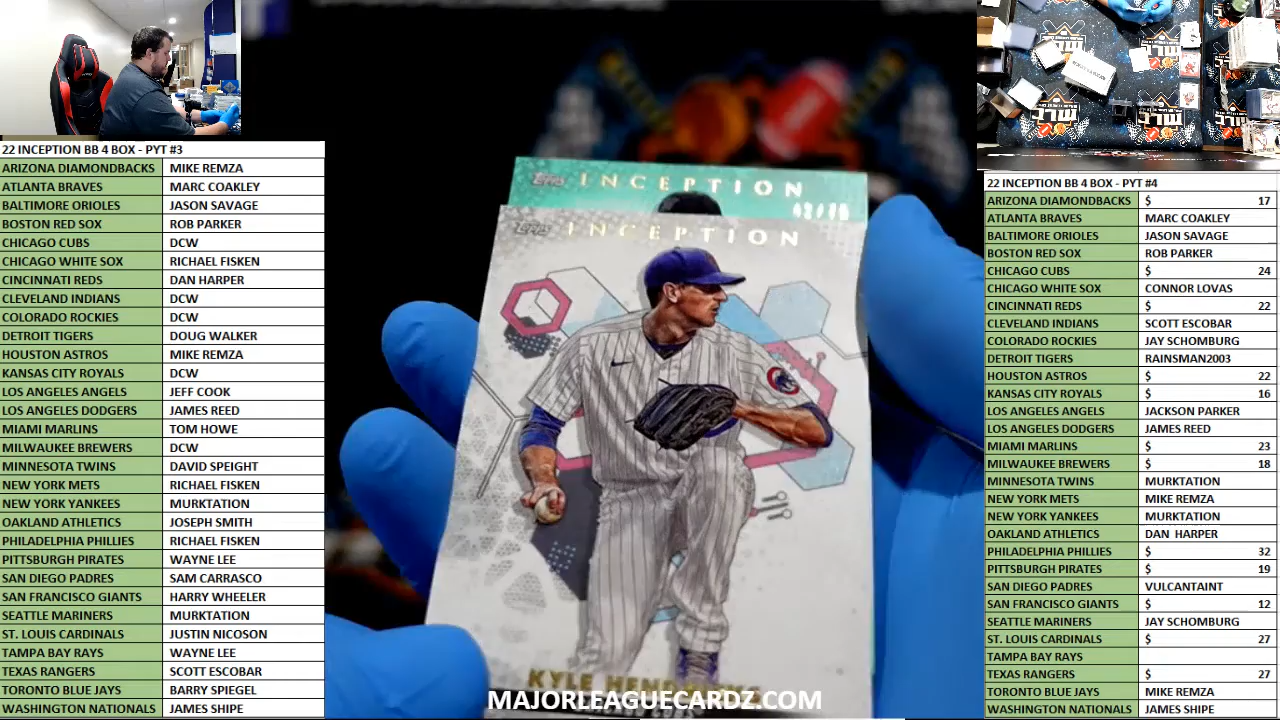 22 INCEPTION BB 4 BOX - PYT #3
ARIZONA DIAMONDBACKS MIKE REMZA
ATLANTA BRAVES MARC COAKLEY
BALTIMORE ORIOLES JASON SAVAGE
BOSTON RED SOX ROB PARKER
CHICAGO CUBS DCW
CHICAGO WHITE SOX RICHAEL FISKEN
CINCINNATI REDS DAN HARPER
CLEVELAND INDIANS DCW
COLORADO ROCKIES DCW
DETROIT TIGERS DOUG WALKER
HOUSTON ASTROS MIKE REMZA
KANSAS CITY ROYALS DCW
LOS ANGELES ANGELS JEFF COOK
LOS ANGELES DODGERS JAMES REED
MIAMI MARLINS TOM HOWE
MILWAUKEE BREWERS DCW
MINNESOTA TWINS DAVID SPEIGHT
NEW YORK METS RICHAEL FISKEN
NEW YORK YANKEES MURKTATION
OAKLAND ATHLETICS JOSEPH SMITH
PHILADELPHIA PHILLIES RICHAEL FISKEN
PITTSBURGH PIRATES WAYNE LEE
SAN DIEGO PADRES SAM CARRASCO
SAN FRANCISCO GIANTS HARRY WHEELER
SEATTLE MARINERS MURKTATION
ST. LOUIS CARDINALS JUSTIN NICOSON
TAMPA BAY RAYS WAYNE LEE
TEXAS RANGERS SCOTT ESCOBAR
TORONTO BLUE JAYS BARRY SPIEGEL
WASHINGTON NATIONALS JAMES SHIPE
TOPPS INCEPTION
TOPPS INCEPTION
KYLE
MAJORLEAGUECARDZ.COM
22 INCEPTION BB 4 BOX - PYT #4
ARIZONA DIAMONDBACKS $ 17
ATLANTA BRAVES MARC COAKLEY
BALTIMORE ORIOLES JASON SAVAGE
BOSTON RED SOX ROB PARKER
CHICAGO CUBS $ 24
CHICAGO WHITE SOX CONNOR LOVAS
CINCINNATI REDS $ 22
CLEVELAND INDIANS SCOTT ESCOBAR
COLORADO ROCKIES JAY SCHOMBURG
DETROIT TIGERS RAINSMAN2003
HOUSTON ASTROS $ 22
KANSAS CITY ROYALS $ 16
LOS ANGELES ANGELS JACKSON PARKER
LOS ANGELES DODGERS JAMES REED
MIAMI MARLINS $ 23
MILWAUKEE BREWERS $ 18
MINNESOTA TWINS MURKTATION
NEW YORK METS MIKE REMZA
NEW YORK YANKEES MURKTATION
OAKLAND ATHLETICS DAN HARPER
PHILADELPHIA PHILLIES $ 32
PITTSBURGH PIRATES $ 19
SAN DIEGO PADRES VULCANTAINT
SAN FRANCISCO GIANTS $ 12
SEATTLE MARINERS JAY SCHOMBURG
ST. LOUIS CARDINALS $ 27
TAMPA BAY RAYS
TEXAS RANGERS $ 27
TORONTO BLUE JAYS MIKE REMZA
WASHINGTON NATIONALS JAMES SHIPE